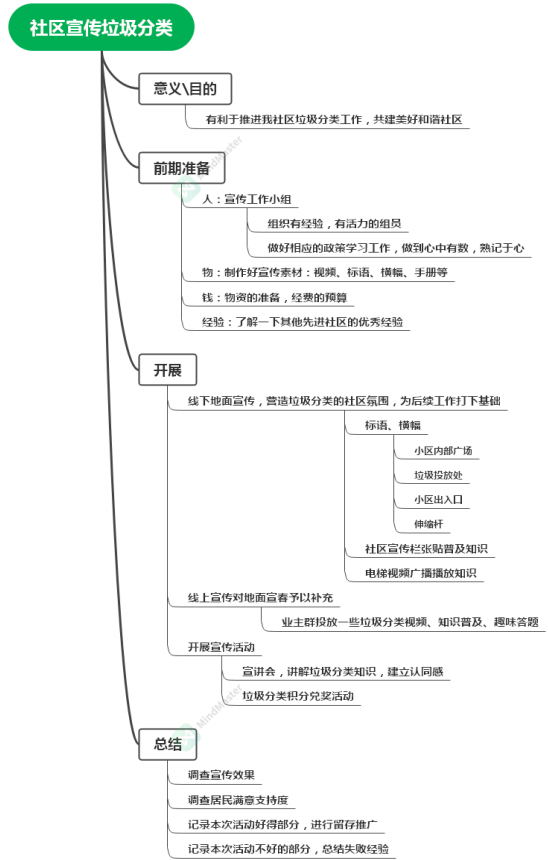 社区宣传垃圾分类
意义\目的
有利于推进我社区垃圾分类工作，共建美好和谐社区
前期准备
人：宣传工作小组
组织有经验，有活力的组员
做好相应的政策学习工作，做到心中有数，熟记于心
物：制作好宣传素材：视频、标语、横幅、手册等
钱：物资的准备，经费的预算
经验：了解一下其他先进社区的优秀经验
MindMaster
开展
线下地面宣传，营造垃圾分类的社区氛围，为后续工作打下基础
标语、横幅
小区内部广场
垃圾投放处
小区出入口
伸缩杆
社区宣传栏张贴普及知识
电梯视频广播播放知识
线上宣传对地面宣春予以补充
业主群投放一些垃圾分类视频、知识普及、趣味答题
开展宣传活动
宣讲会，讲解垃圾分类知识，建立认同感
垃圾分类积分兑奖活动
MindMaster
总结
调查宣传效果
调查居民满意支持度
记录本次活动好得部分，进行留存推广
记录本次活动不好的部分，总结失败经验